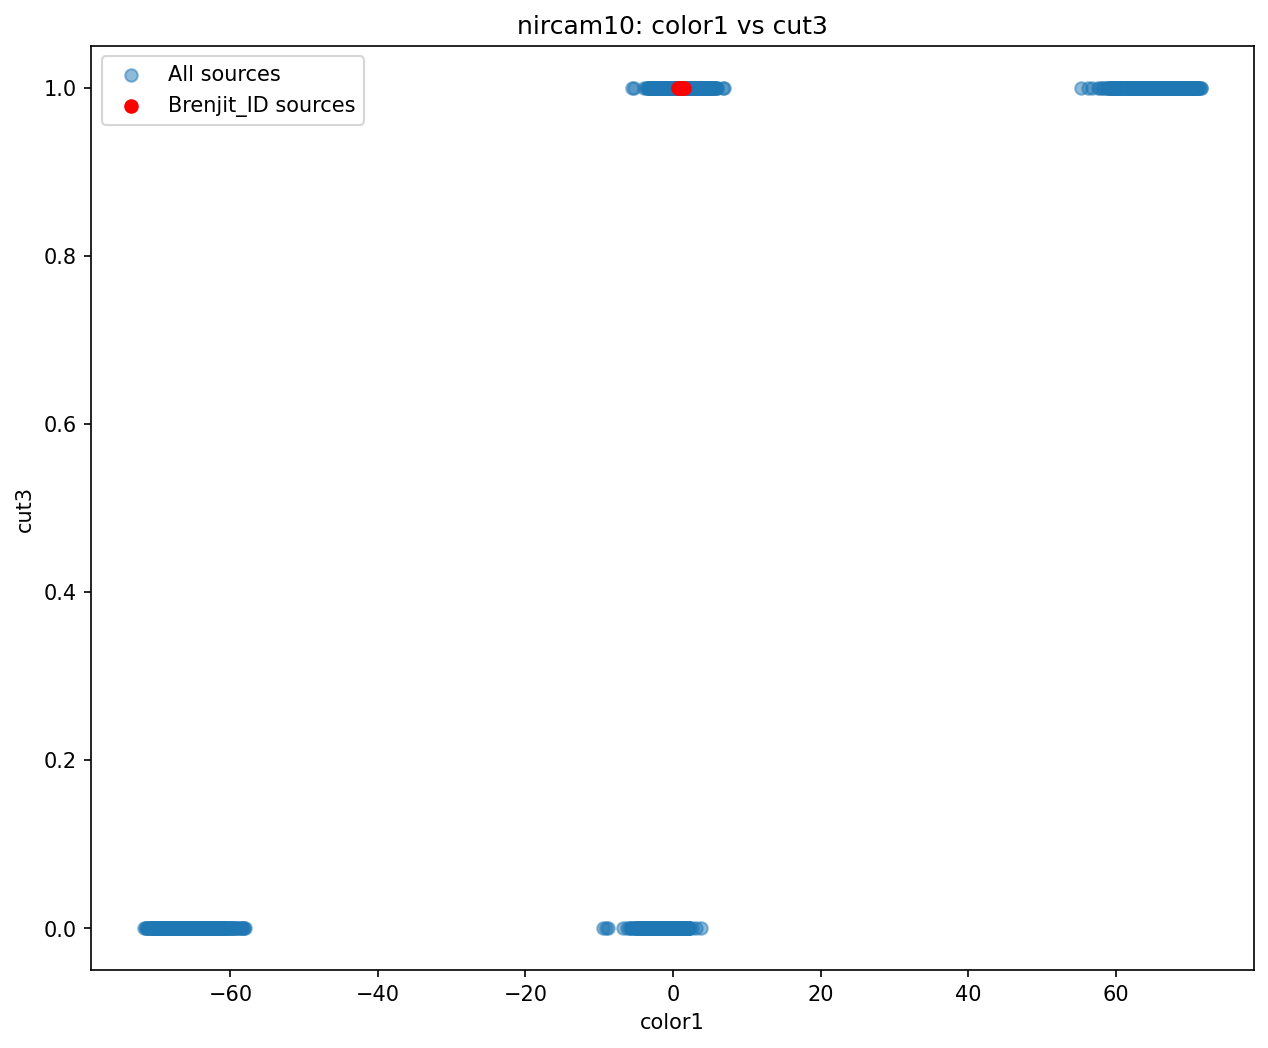 nircam10: color1 vs cut3
All sources
Brenjit_ID sources
1.0
0.8
0.6
0.4
0.2
0.0
cut3
−60
−40
−20
0
20
40
60
color1